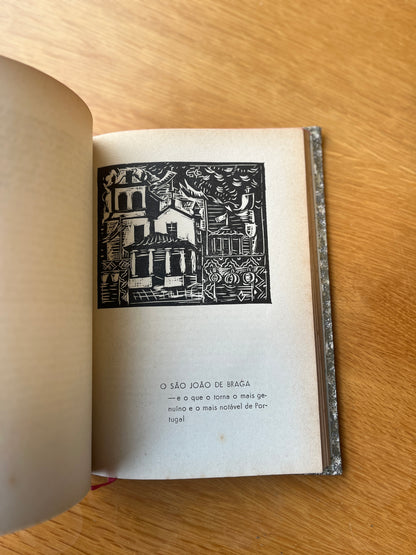 O SÃO JOÃO DE BRAGA
— e o que o torna o mais ge-
nuíno e o mais notável de Por-
tugal